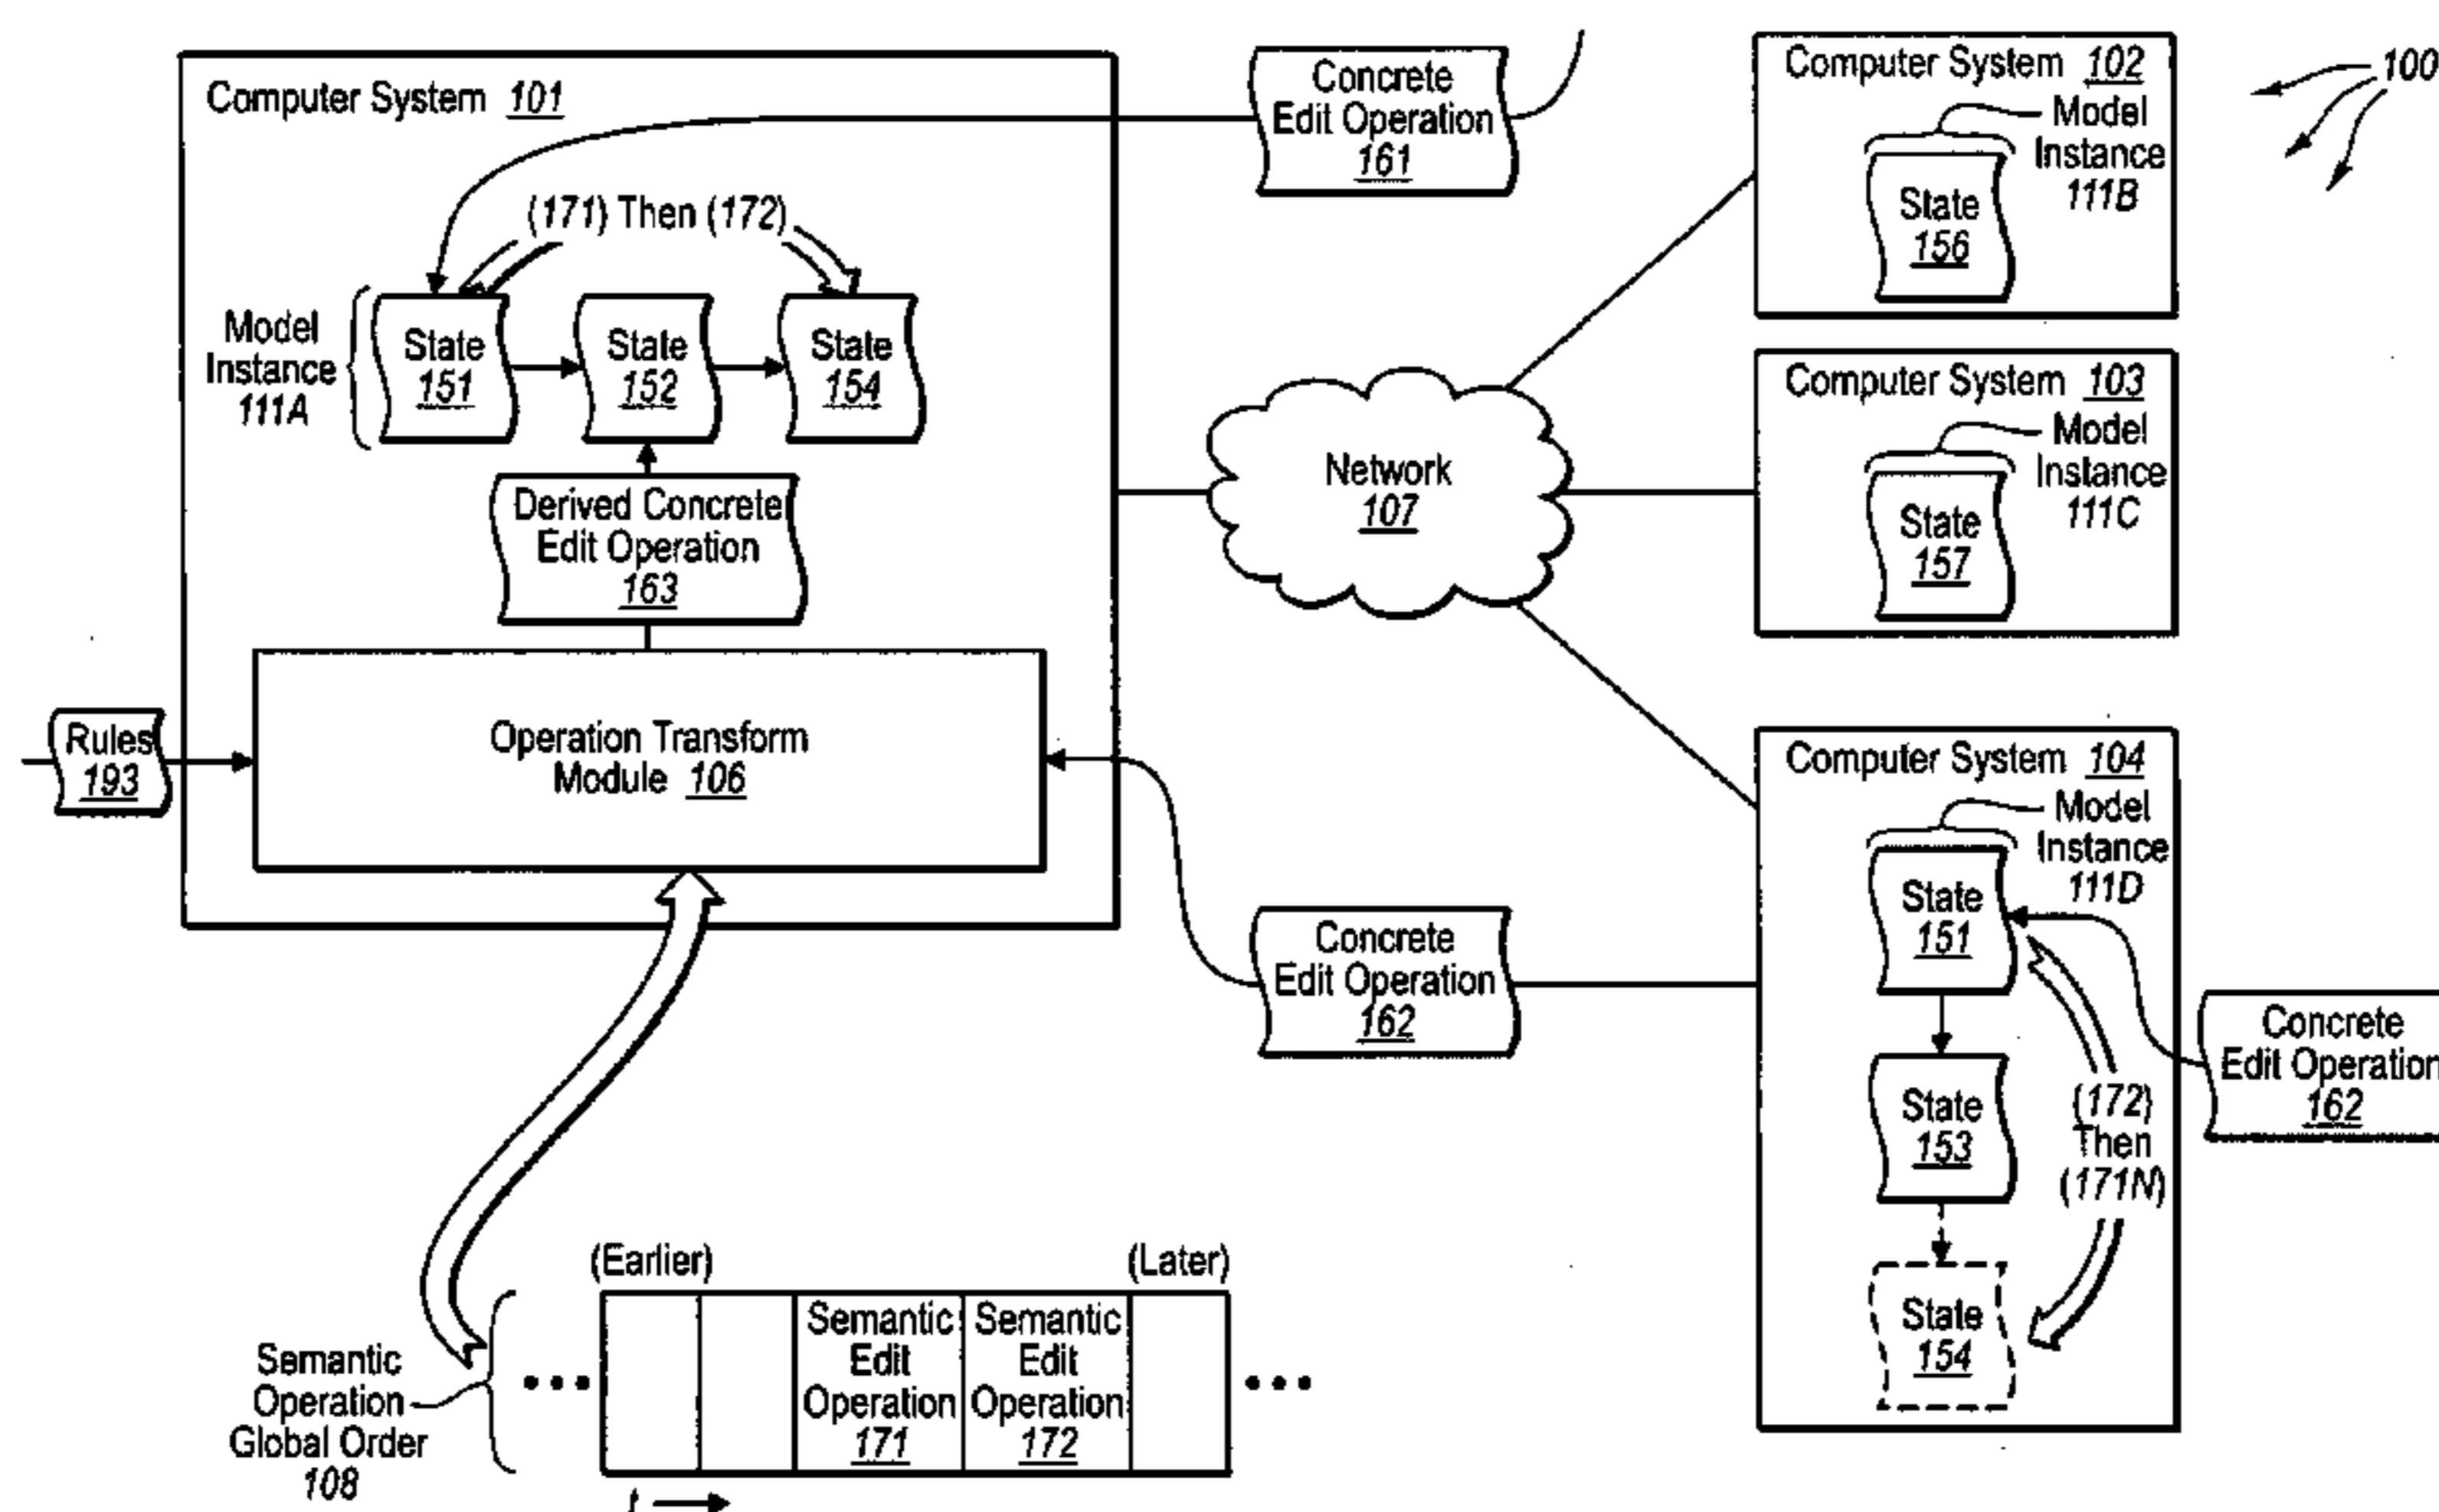 Computer System 101
(171) Then (172)
Model
Instance
111A
State
151
State
152
State
154
Derived Concrete
Edit Operation
163
Rules
193
Operation Transform
Module 106
Concrete
Edit Operation
161
Network
107
Concrete
Edit Operation
162
Computer System 102
Model
Instance
111B
State
156
100
Computer System 103
Model
Instance
111C
State
157
Computer System 104
Model
Instance
111D
State
151
State
153
State
154
(172)
Then
(171N)
Concrete
Edit Operation
162
Semantic
Operation
Global Order
108
(Earlier)
(Later)
Semantic
Edit
Operation
171
Semantic
Edit
Operation
172
t